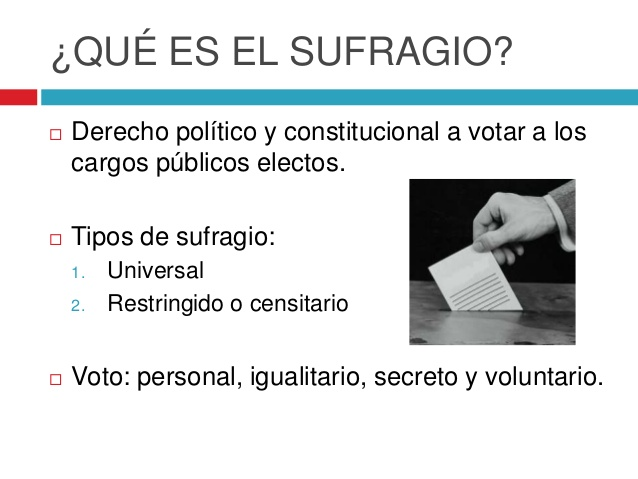 ¿QUÉ ES EL SUFRAGIO?
□ Derecho político y constitucional a votar a los
cargos públicos electos.
□ Tipos de sufragio:
1. Universal
2. Restringido o censitario
□ Voto: personal, igualitario, secreto y voluntario.